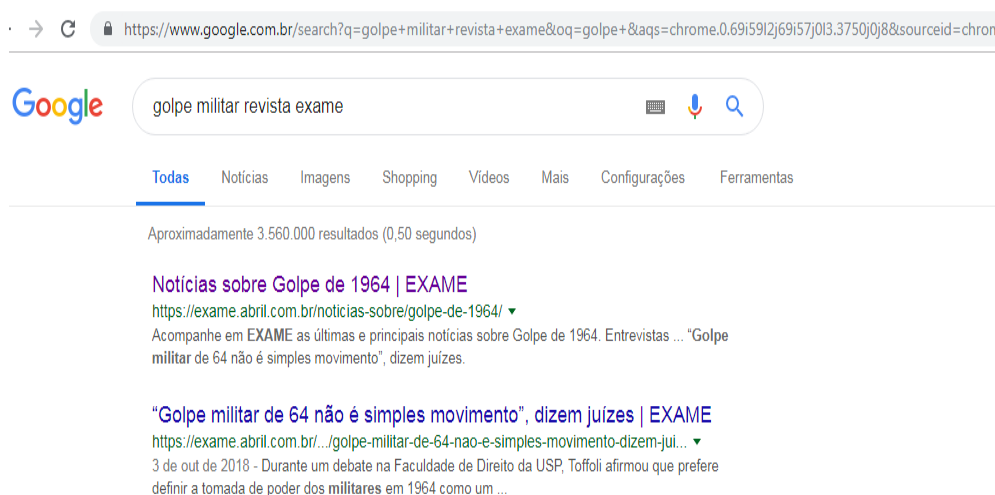 https://www.google.com.br/search?q=golpe+militar+revista+exame&oq=golpe+&aqs=chrome.0.69i59l2j69i57j0l3.3750j0j8&sourceid=chron
Google
golpe militar revista exame
Todas Notícias Imagens Shopping Vídeos Mais Configurações Ferramentas
Aproximadamente 3.560.000 resultados (0,50 segundos)
Notícias sobre Golpe de 1964 | EXAME
https://exame.abril.com.br/noticias-sobre/golpe-de-1964/
Acompanhe em EXAME as últimas e principais notícias sobre Golpe de 1964. Entrevistas ... “Golpe
militar de 64 não é simples movimento”, dizem juízes.
“Golpe militar de 64 não é simples movimento”, dizem juízes | EXAME
https://exame.abril.com.br/.../golpe-militar-de-64-nao-e-simples-movimento-dizem-jui...
3 de out de 2018 - Durante um debate na Faculdade de Direito da USP, Toffoli afirmou que prefere
definir a tomada de poder dos militares em 1964 como um ...